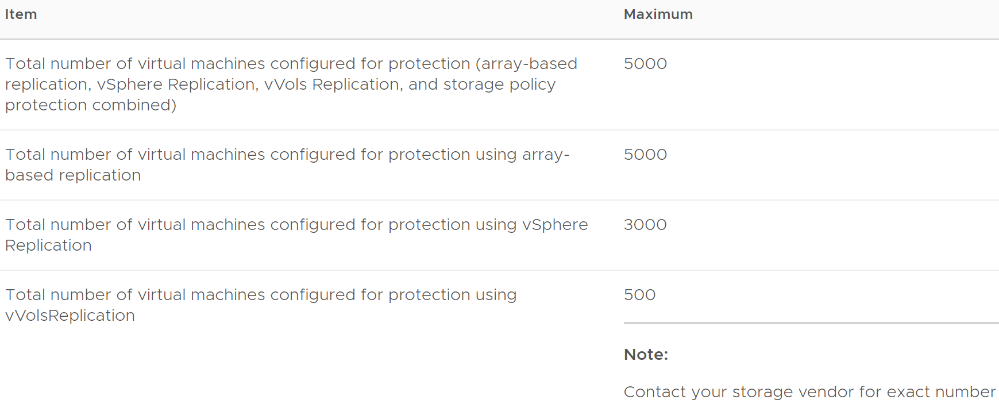 Item
Maximum
Total number of virtual machines configured for protection (array-based
replication, vSphere Replication, vVols Replication, and storage policy
protection combined)
5000
Total number of virtual machines configured for protection using array-
based replication
5000
Total number of virtual machines configured for protection using vSphere
Replication
3000
Total number of virtual machines configured for protection using
vVolsReplication
500
Note:
Contact your storage vendor for exact number